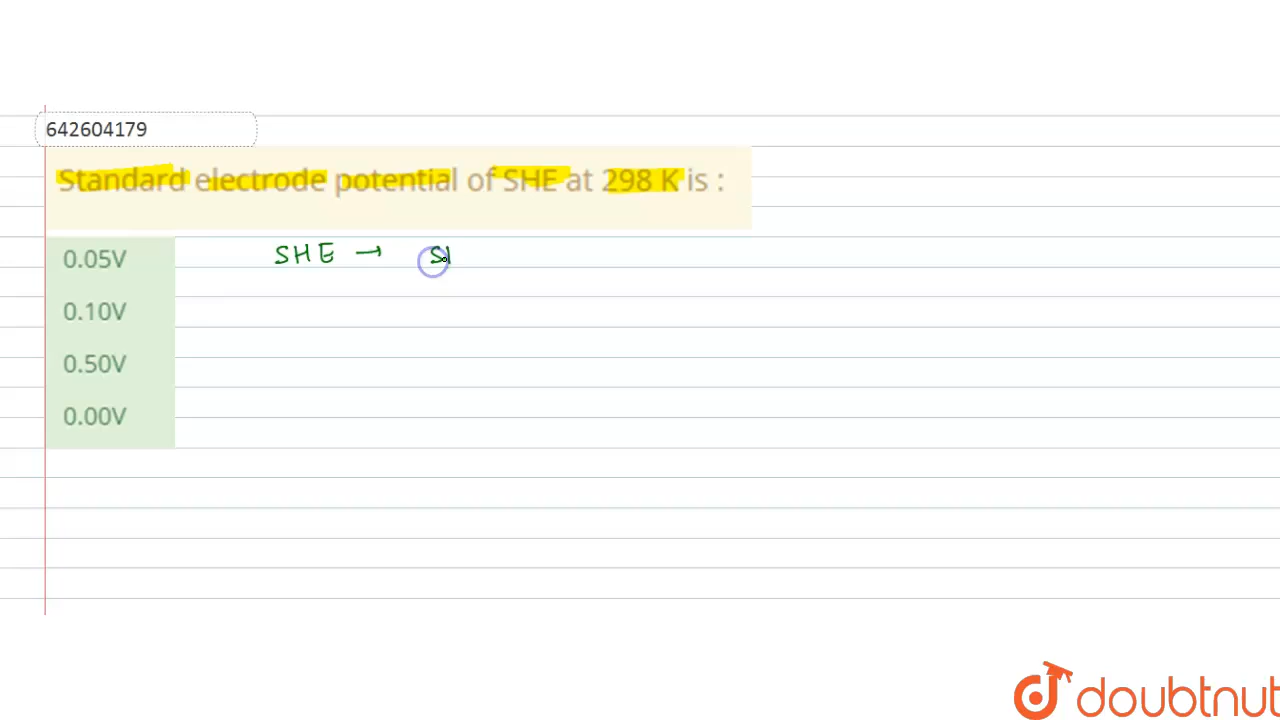 642604179
Standard electrode potential of SHE at 298 K is :
0.05V
SHE → SI
0.10V
0.50V
0.00V
doubtnut